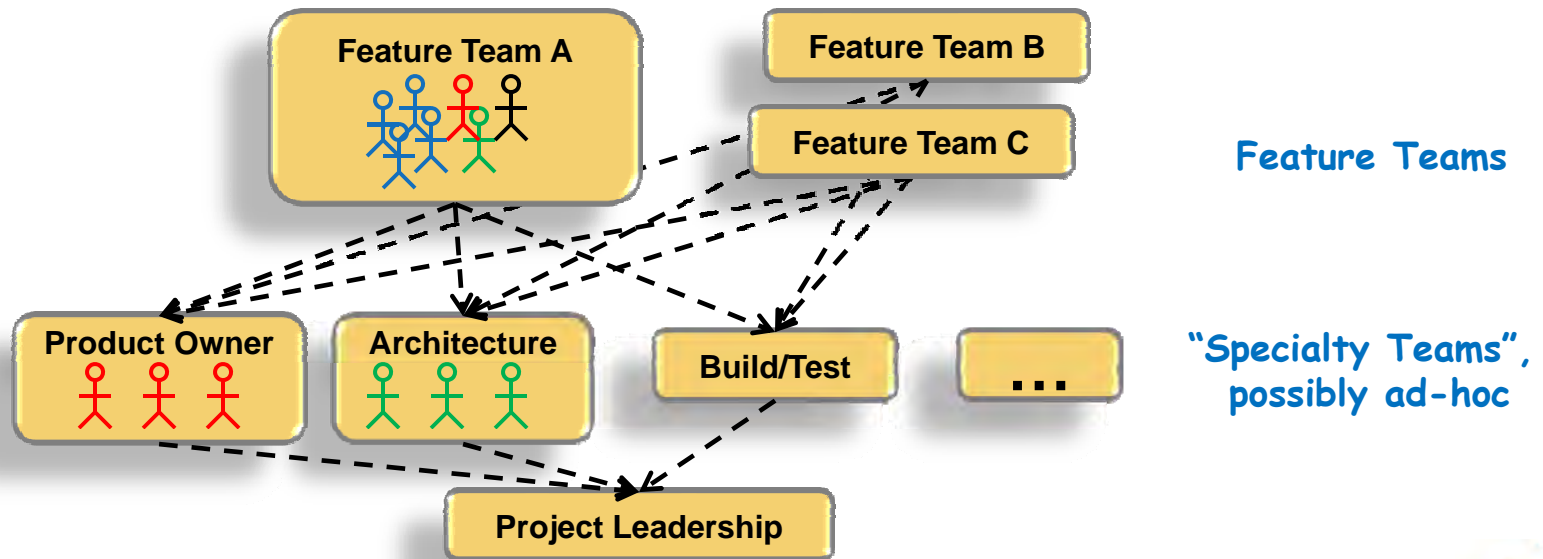 Feature Team A
Feature Team B
Feature Team C
Feature Teams
Product Owner
Architecture
Build/Test
...
“Specialty Teams”,
possibly ad-hoc
Project Leadership